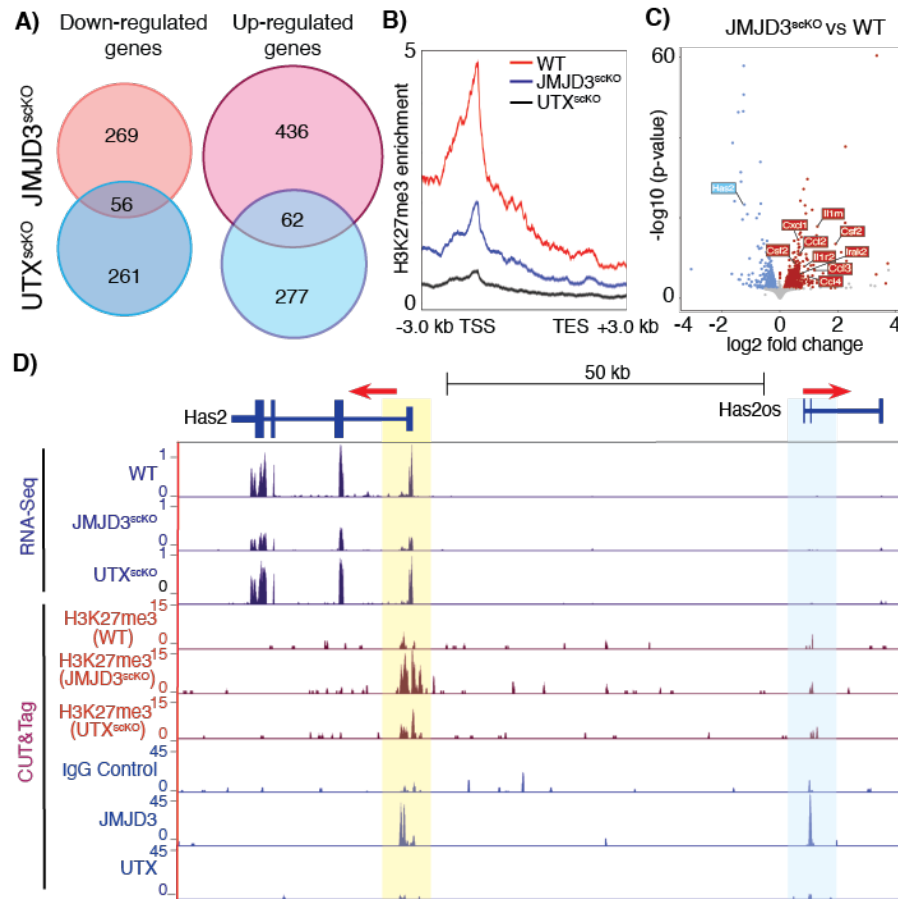 A)
Down-regulated
genes
Up-regulated
genes
JMJD3scKO
UTXscKO
269
56
261
436
62
277
B)
5
WT
JMJD3scKO
UTXscKO
H3K27me3 enrichment
0
-3.0 kb TSS
TES +3.0 kb
C)
JMJD3scKO vs WT
60
-log10 (p-value)
Has2
Cxcl1
Il1rn
Ccl2
Csf2
Csf2
Il1r2
Irak2
Ccl3
Ccl4
0
-4
-2
0
2
4
log2 fold change
D)
50 kb
Has2
Has2os
RNA-Seq
WT
1
0
JMJD3scKO
1
0
UTXscKO
1
0
CUT&Tag
H3K27me3
(WT)
15
0
H3K27me3
(JMJD3scKO)
15
0
H3K27me3
(UTXscKO)
15
0
IgG Control
45
0
JMJD3
45
0
UTX
45
0